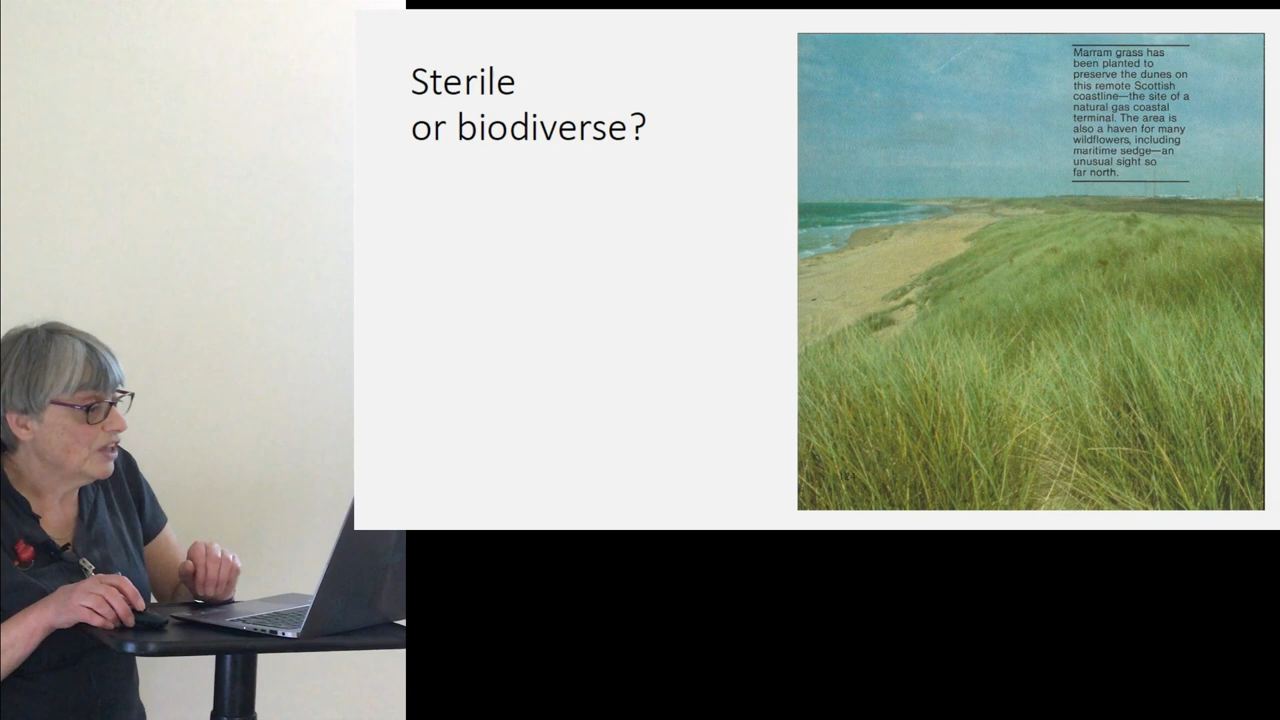 Sterile
or biodiverse?
Marram grass has
been planted to
preserve the dunes on
this remote Scottish
coastline—the site of a
natural gas coastal
terminal. The area is
also a haven for many
wildflowers, including
maritime sedge—an
unusual sight so
far north.
124